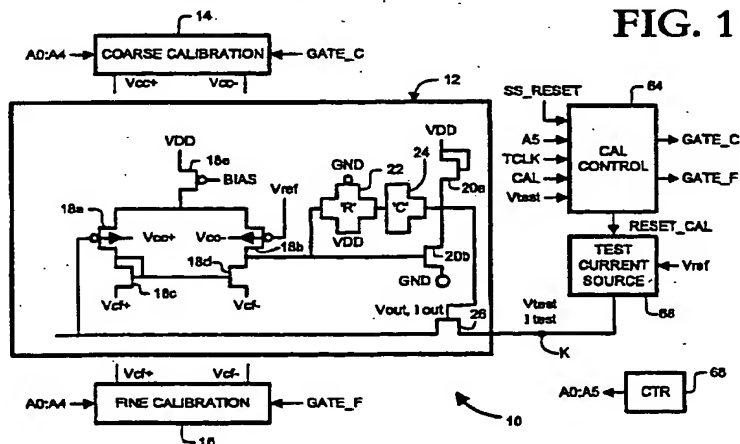 FIG. 1
14
A0:A4
COARSE CALIBRATION
GATE_C
Vcc+
Vcc-
12
SS_RESET
64
VDD
18e
BIAS
GND
22
24
VDD
20a
A5
TCLK
CAL
Vtest
CAL CONTROL
GATE_C
GATE_F
18a
Vcc+
Vcc-
Vref
18b
"R"
"C"
VDD
20b
GND
RESET_CAL
18c
18d
Vcf+
Vcf-
TEST
CURRENT
SOURCE
Vref
66
Vout, I out
26
Vtest
I test
K
Vcf+
Vcf-
A0:A4
FINE CALIBRATION
GATE_F
16
10
A0:A5
CTR
68